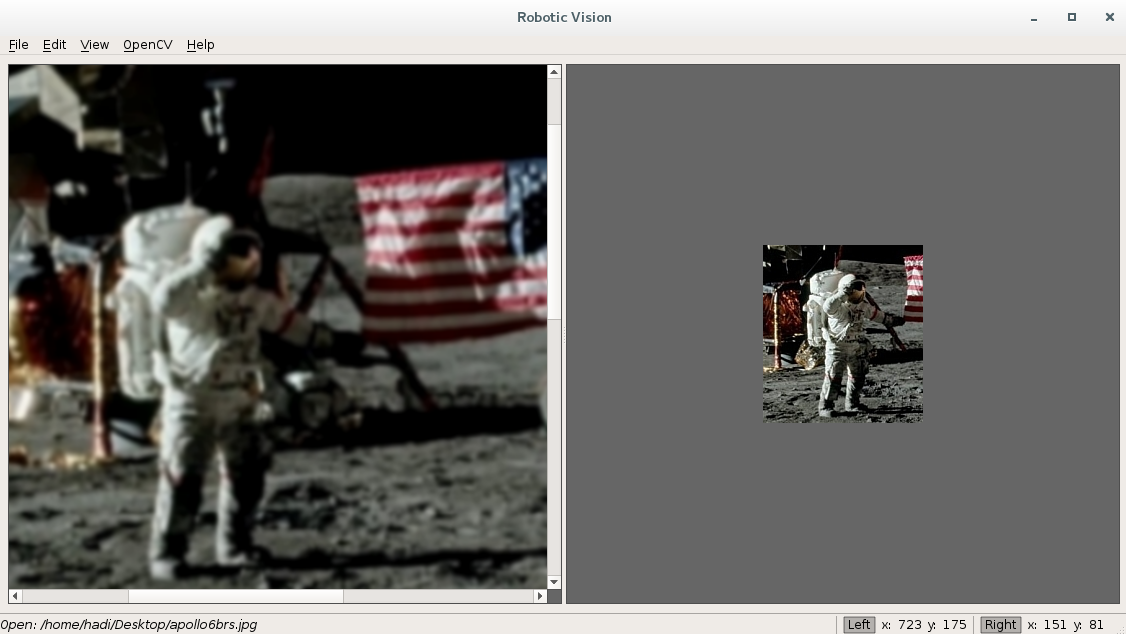 Robotic Vision
File Edit View OpenCV Help
Open: /home/hadi/Desktop/apollo6brs.jpg Left x: 723 y: 175 Right x: 151 y: 81